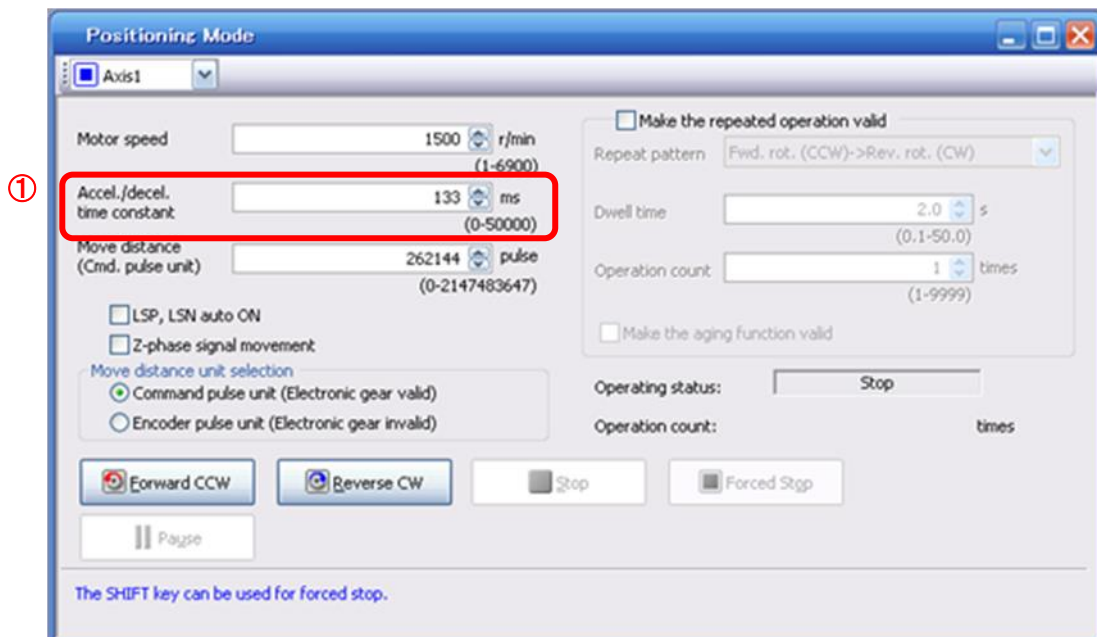 Positioning Mode
Axis1
①
Motor speed 1500 r/min
(1-6900)
Accel./decel.
time constant 133 ms
(0-50000)
Move distance
(Cmd. pulse unit) 262144 pulse
(0-2147483647)
LSP, LSN auto ON
Z-phase signal movement
Move distance unit selection
Command pulse unit (Electronic gear valid)
Encoder pulse unit (Electronic gear invalid)
Make the repeated operation valid
Repeat pattern Fwd. rot. (CCW)->Rev. rot. (CW)
Dwell time 2.0 s
(0.1-50.0)
Operation count 1 times
(1-9999)
Make the aging function valid
Operating status: Stop
Operation count: times
Forward CCW
Reverse CW
Stop
Forced Stop
Pause
The SHIFT key can be used for forced stop.